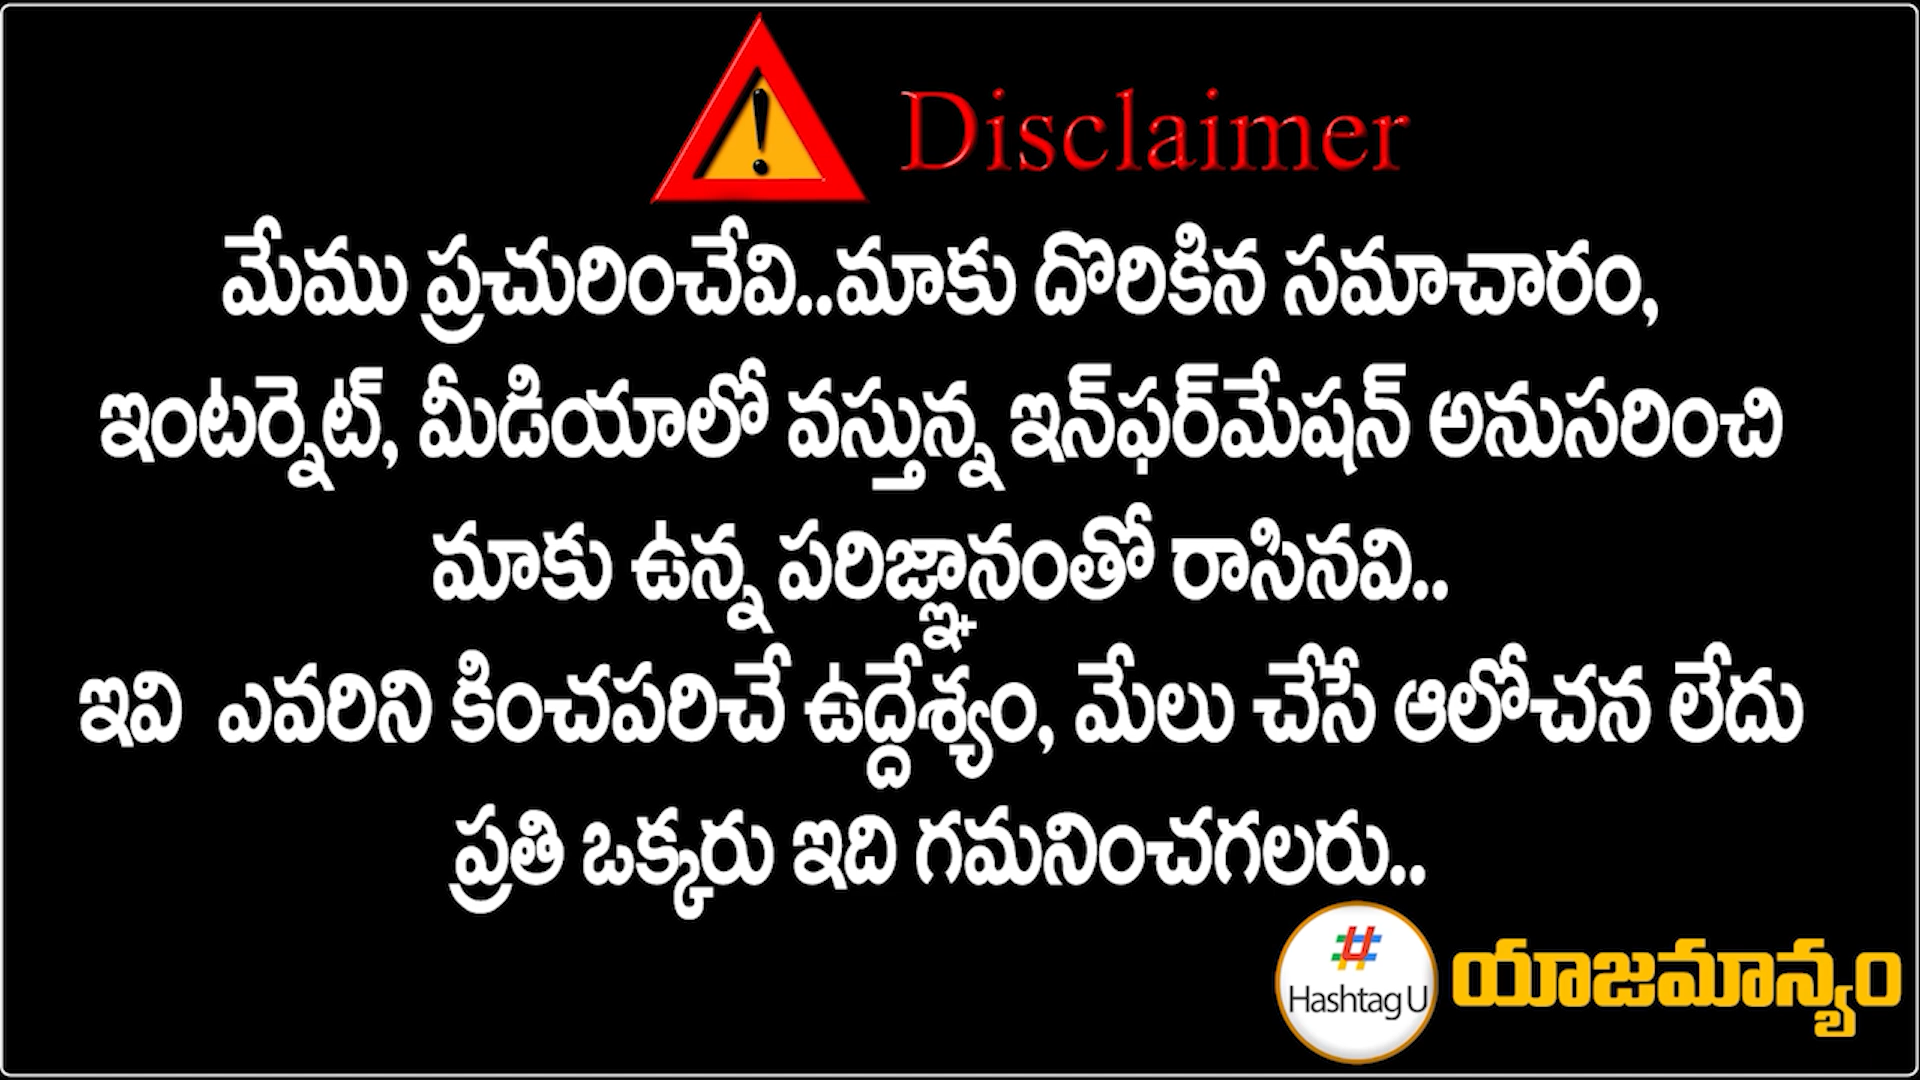 Disclaimer
మేము ప్రచురించేవి..మాకు దొరికిన సమాచారం,
ఇంటర్నెట్, మీడియాలో వస్తున్న ఇన్‌ఫర్‌మేషన్ అనుసరించి
మాకు ఉన్న పరిజ్ఞానంతో రాసినవి..
ఇవి ఎవరిని కించపరిచే ఉద్దేశ్యం, మేలు చేసే ఆలోచన లేదు
ప్రతి ఒక్కరు ఇది గమనించగలరు..
Hashtag U యాజమాన్యం